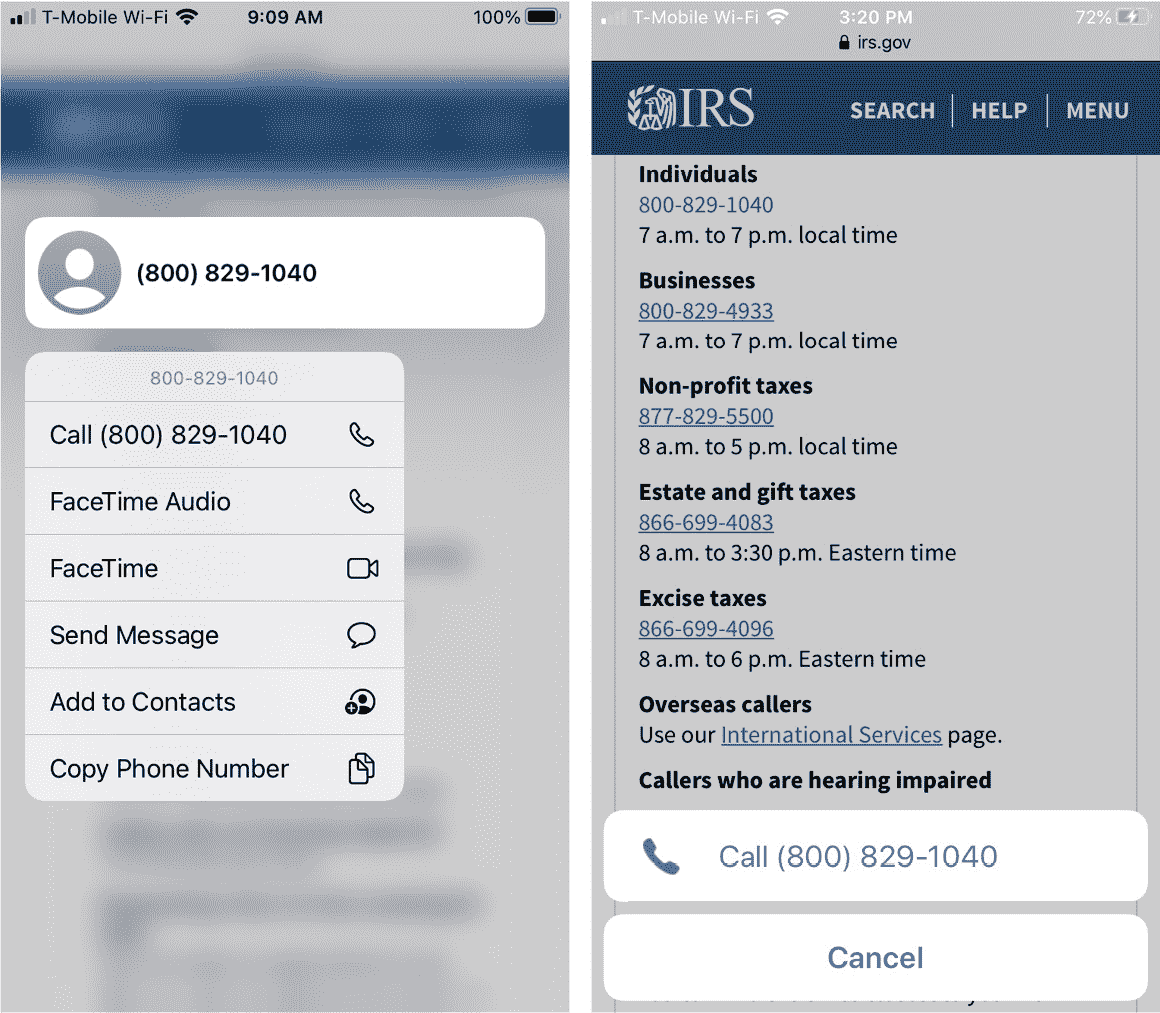 T-Mobile Wi-Fi 9:09 AM 100%
(800) 829-1040
800-829-1040
Call (800) 829-1040
FaceTime Audio
FaceTime
Send Message
Add to Contacts
Copy Phone Number
T-Mobile Wi-Fi 3:20 PM 72%
irs.gov
IRS SEARCH HELP MENU
Individuals
800-829-1040
7 a.m. to 7 p.m. local time
Businesses
800-829-4933
7 a.m. to 7 p.m. local time
Non-profit taxes
877-829-5500
8 a.m. to 5 p.m. local time
Estate and gift taxes
866-699-4083
8 a.m. to 3:30 p.m. Eastern time
Excise taxes
866-699-4096
8 a.m. to 6 p.m. Eastern time
Overseas callers
Use our International Services page.
Callers who are hearing impaired
Call (800) 829-1040
Cancel